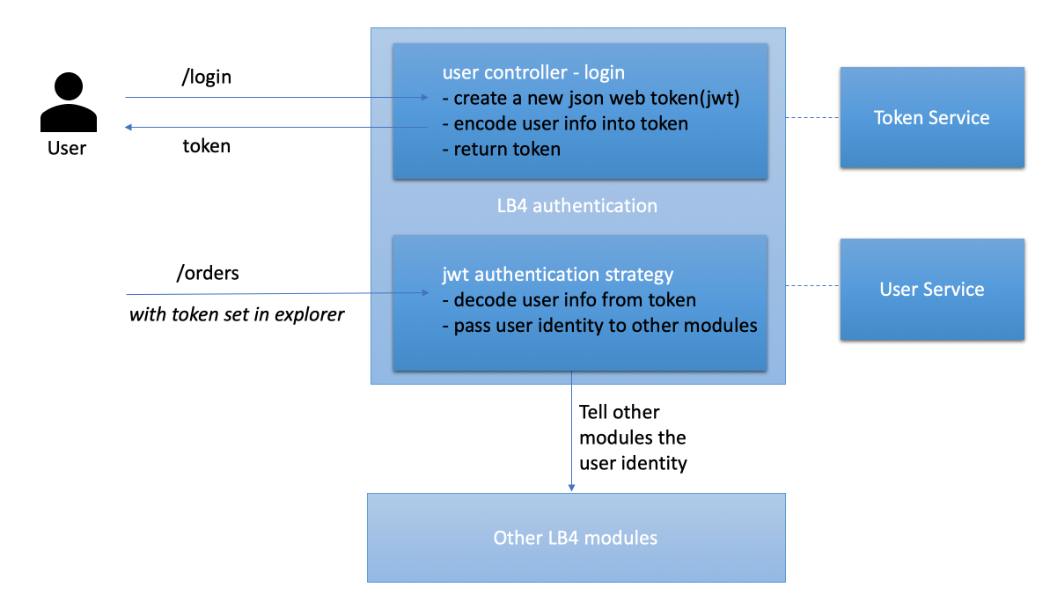 /login
User
token
user controller - login
- create a new json web token(jwt)
- encode user info into token
- return token
Token Service
LB4 authentication
/orders
with token set in explorer
jwt authentication strategy
- decode user info from token
- pass user identity to other modules
User Service
Tell other
modules the
user identity
Other LB4 modules